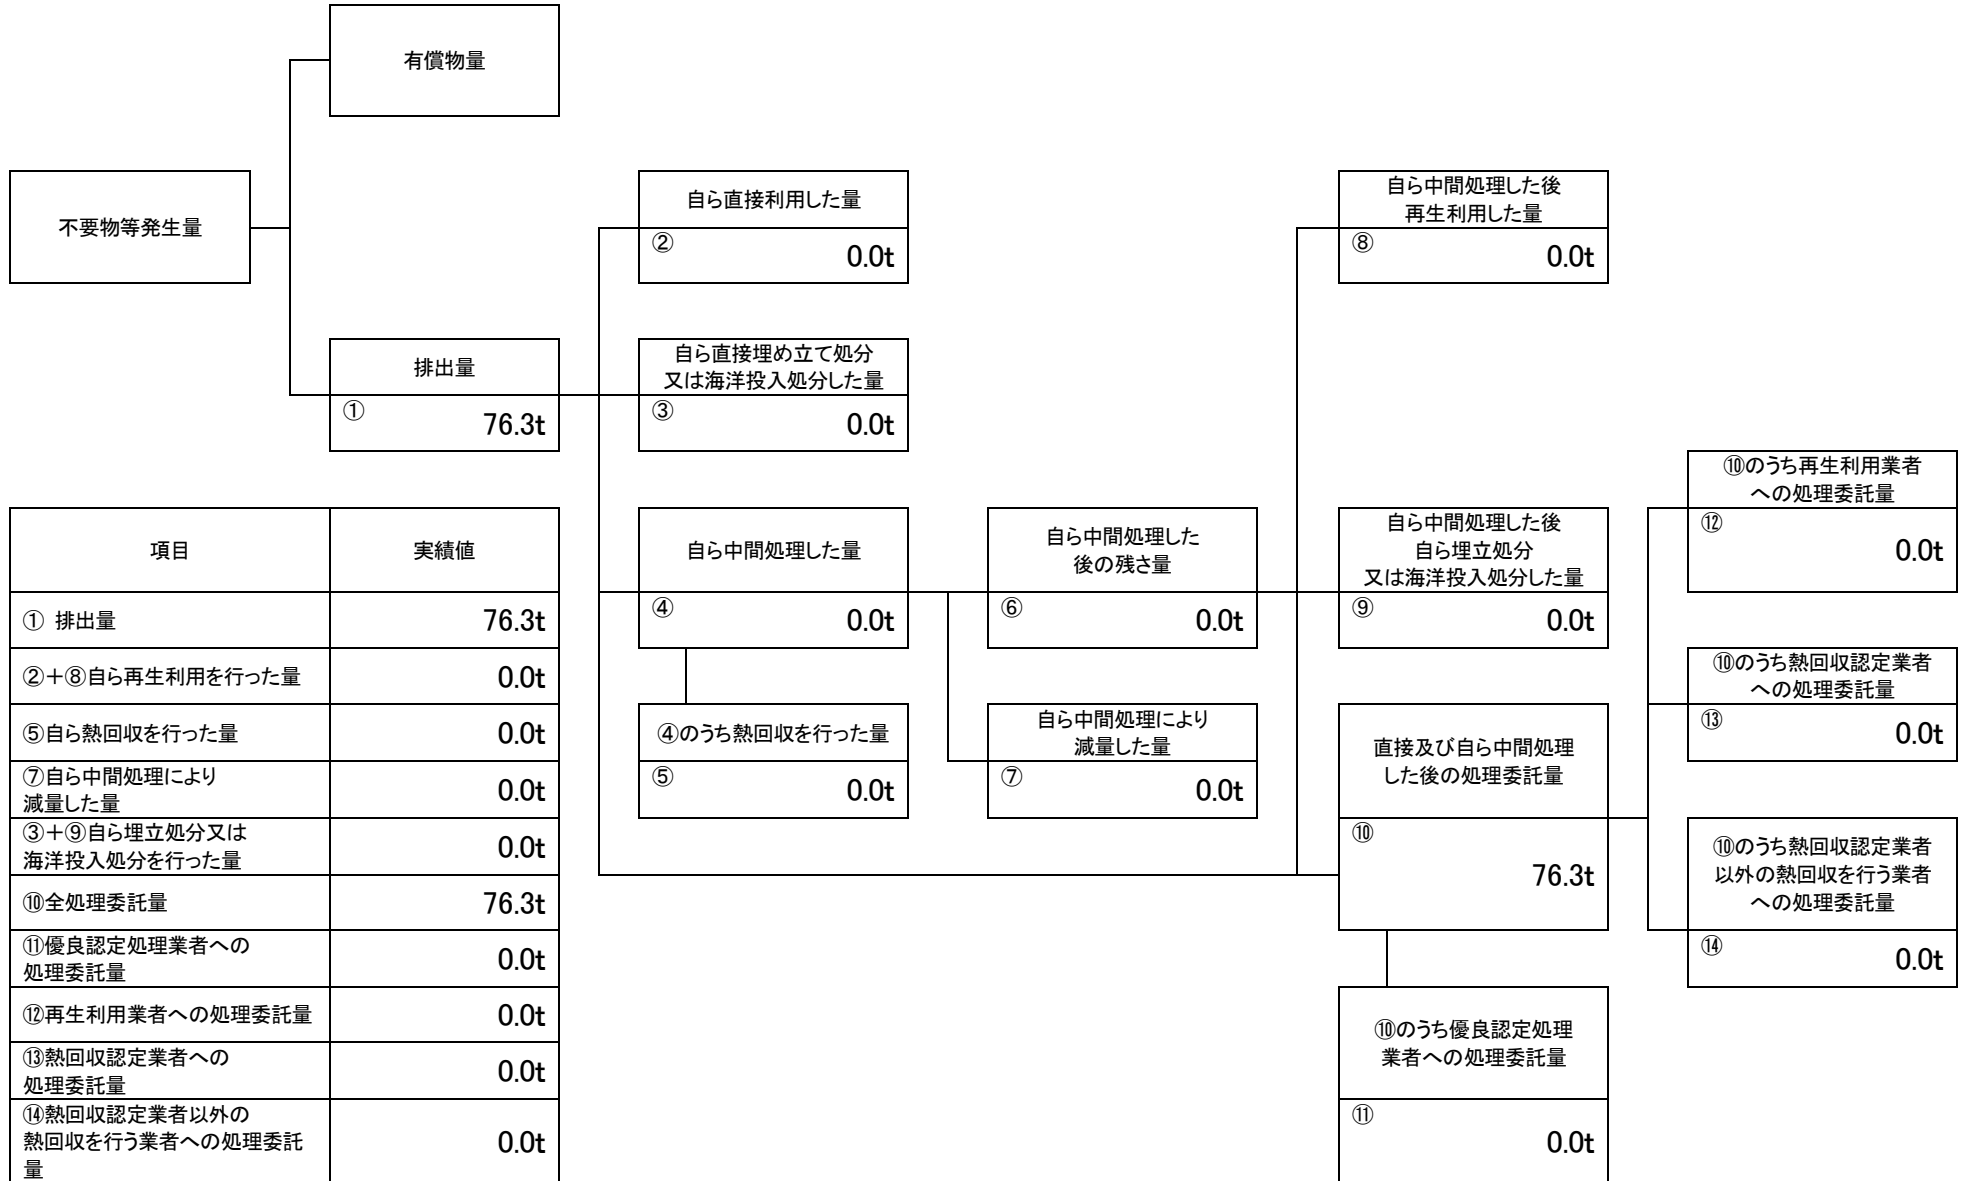 有償物量
不要物等発生量
自ら直接利用した量
②
0.0t
自ら中間処理した後
再生利用した量
⑧
0.0t
排出量
①
76.3t
自ら直接埋め立て処分
又は海洋投入処分した量
③
0.0t
自ら中間処理した量
④
0.0t
自ら中間処理した
後の残さ量
⑥
0.0t
自ら中間処理した後
自ら埋立処分
又は海洋投入処分した量
⑨
0.0t
⑩のうち再生利用業者
への処理委託量
⑫
0.0t
④のうち熱回収を行った量
⑤
0.0t
自ら中間処理により
減量した量
⑦
0.0t
直接及び自ら中間処理
した後の処理委託量
⑩
76.3t
⑩のうち熱回収認定業者
への処理委託量
⑬
0.0t
⑩のうち熱回収認定業者
以外の熱回収を行う業者
への処理委託量
⑭
0.0t
⑩のうち優良認定処理
業者への処理委託量
⑪
0.0t
項目 実績値
① 排出量 76.3t
②＋⑧自ら再生利用を行った量 0.0t
⑤自ら熱回収を行った量 0.0t
⑦自ら中間処理により
減量した量 0.0t
③＋⑨自ら埋立処分又は
海洋投入処分を行った量 0.0t
⑩全処理委託量 76.3t
⑪優良認定処理業者への
処理委託量 0.0t
⑫再生利用業者への処理委託量 0.0t
⑬熱回収認定業者への
処理委託量 0.0t
⑭熱回収認定業者以外の
熱回収を行う業者への処理委託
量 0.0t